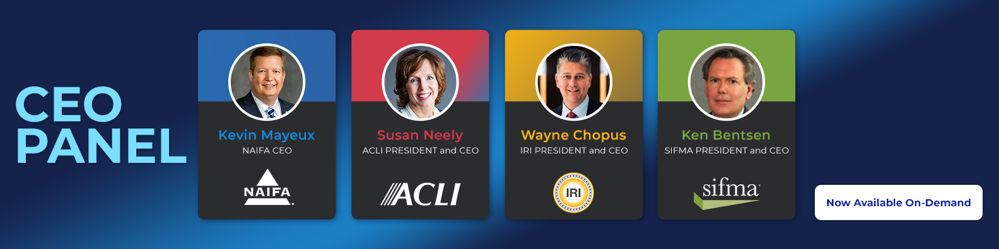 CEO
PANEL
Kevin Mayeux
NAIFA CEO
NAIFA
Susan Neely
ACLI PRESIDENT and CEO
ACLI
Wayne Chopus
IRI PRESIDENT and CEO
IRI
Ken Bentsen
SIFMA PRESIDENT and CEO
sifma
Now Available On-Demand